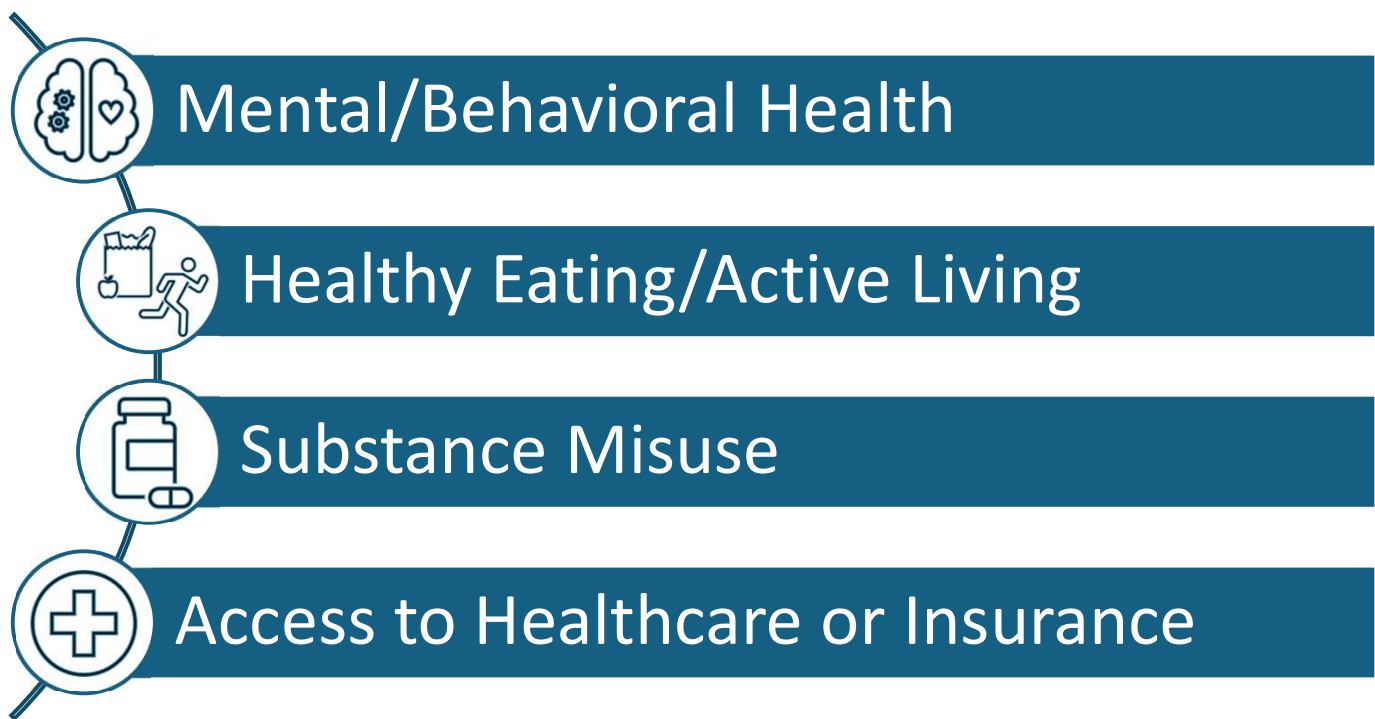 Mental/Behavioral Health
Healthy Eating/Active Living
Substance Misuse
Access to Healthcare or Insurance